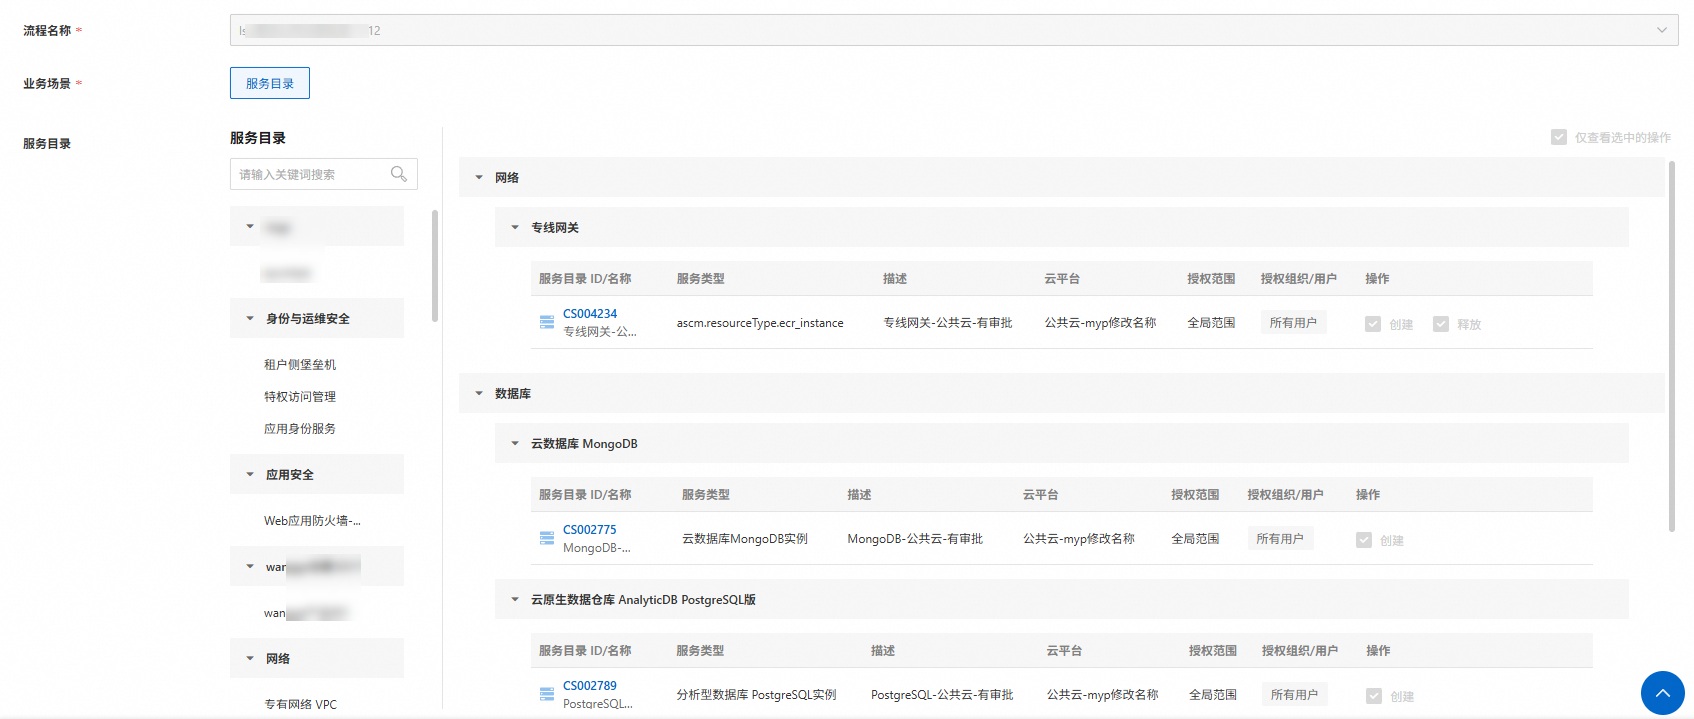 流程名称 *
12
业务场景 *
服务目录
服务目录
服务目录
请输入关键词搜索
身份与运维安全
租户侧堡垒机
特权访问管理
应用身份服务
应用安全
Web应用防火墙-...
wan
wan
网络
专有网络 VPC
仅查看选中的操作
网络
专线网关
服务目录 ID/名称 服务类型 描述 云平台 授权范围 授权组织/用户 操作
CS004234
专线网关-公... ascm.resourceType.ecr_instance 专线网关-公共云-有审批 公共云-myp修改名称 全局范围 所有用户 创建 释放
数据库
云数据库 MongoDB
服务目录 ID/名称 服务类型 描述 云平台 授权范围 授权组织/用户 操作
CS002775
MongoDB-... 云数据库MongoDB实例 MongoDB-公共云-有审批 公共云-myp修改名称 全局范围 所有用户 创建
云原生数据仓库 AnalyticDB PostgreSQL版
服务目录 ID/名称 服务类型 描述 云平台 授权范围 授权组织/用户 操作
CS002789
PostgreSQL... 分析型数据库 PostgreSQL实例 PostgreSQL-公共云-有审批 公共云-myp修改名称 全局范围 所有用户 创建